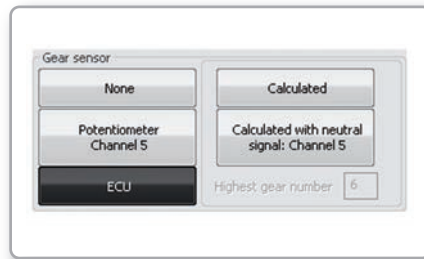 Gear sensor
None
Calculated
Potentiometer
Channel 5
Calculated with neutral
signal: Channel 5
ECU
Highest gear number 6